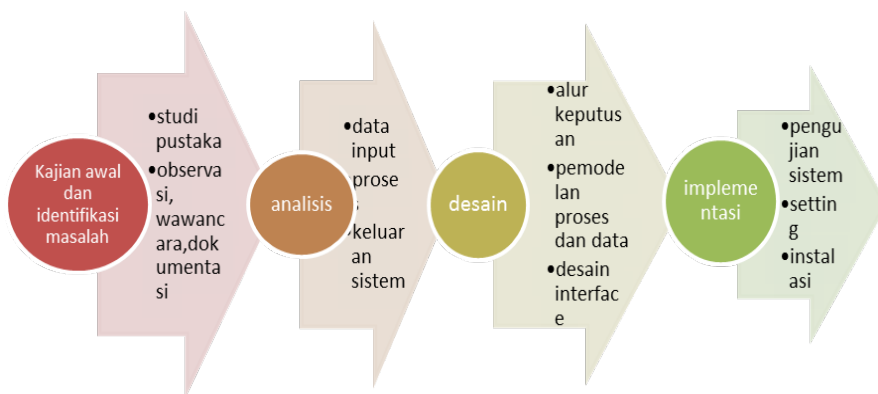 Kajian awal
dan
identifikasi
masalah
•studi
pustaka
•observa
si,
wawanc
ara,dok
umenta
si
analisis
•data
input
•keluar
an
sistem
desain
•alur
keputus
an
•pemode
lan
proses
dan data
•desain
interfac
e
impleme
ntasi
•pengu
jian
sistem
•settin
g
•instal
asi